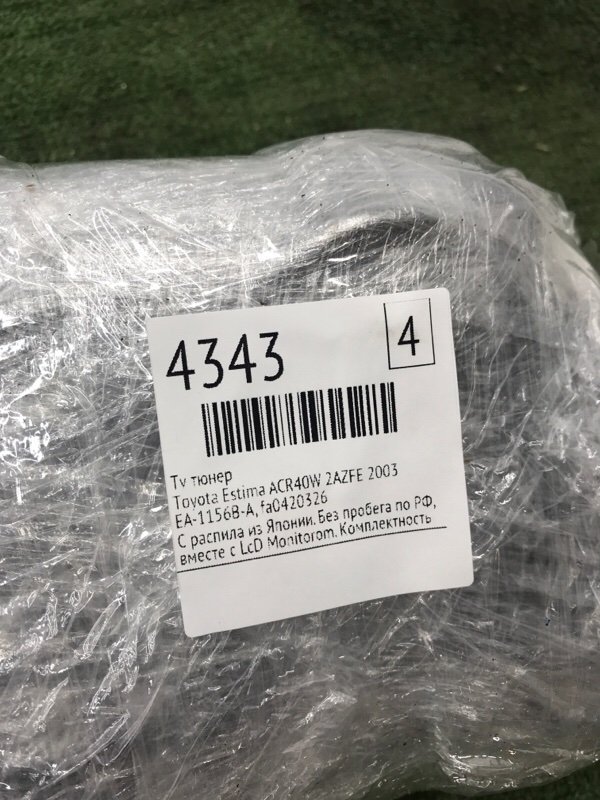 4343
4
Tv тюнер
Toyota Estima ACR40W 2AZFE 2003
EA-1156B-A, fa0420326
С распила из Японии. Без пробега по РФ,
вместе с LcD Monitorom. Комплектность